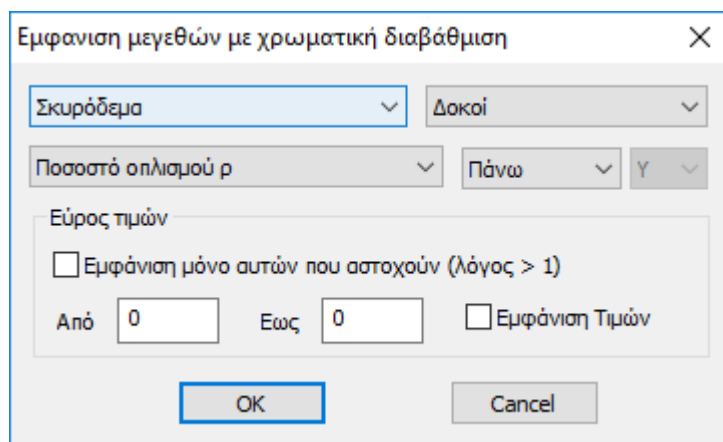 Εμφανιση μεγεθών με χρωματική διαβάθμιση
Σκυρόδεμα Δοκοί
Ποσοστό οπλισμού ρ Πάνω Y
Εύρος τιμών
Εμφάνιση μόνο αυτών που αστοχούν (λόγος > 1)
Από 0 Εως 0 Εμφάνιση Τιμών
OK Cancel